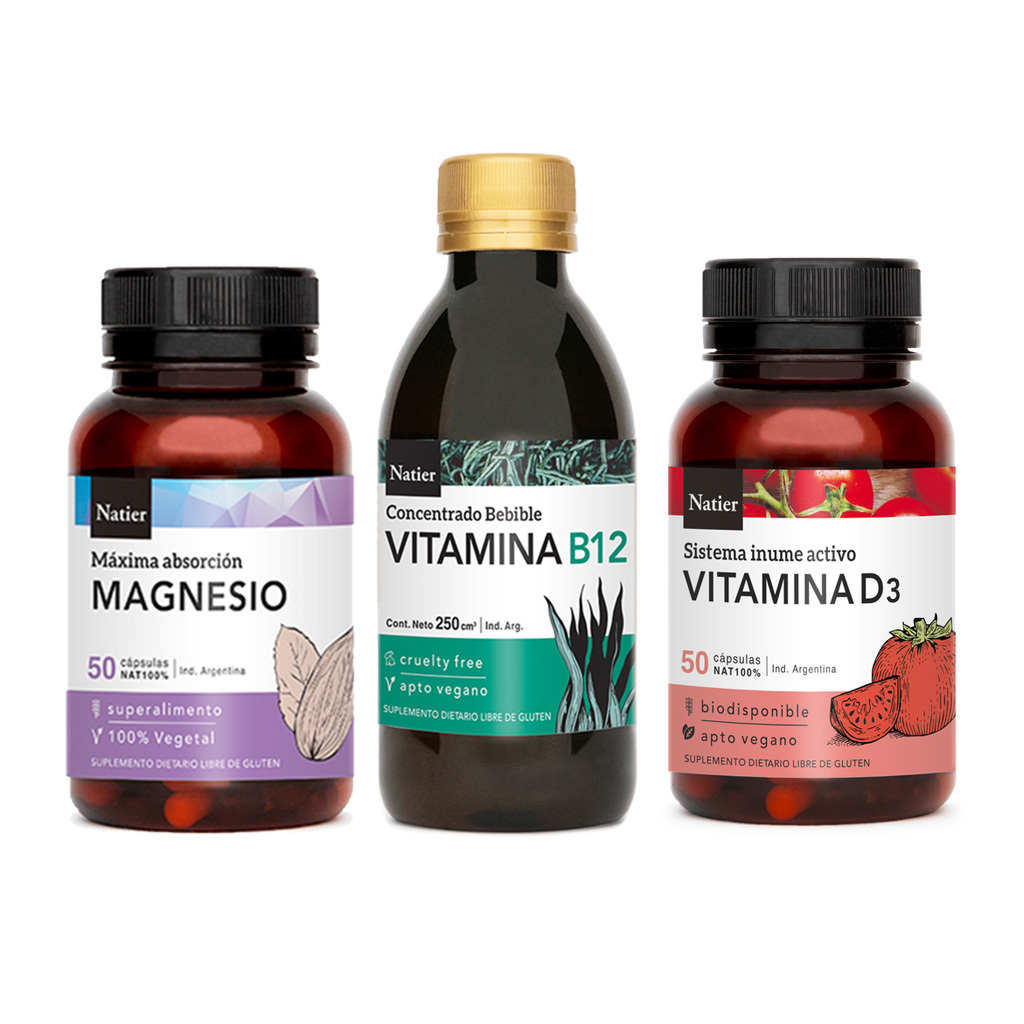 Natier
Máxima absorción
MAGNESIO
50 cápsulas
NAT100% | Ind. Argentina
superalimento
100% Vegetal
SUPLEMENTO DIETARIO LIBRE DE GLUTEN
Natier
Concentrado Bebible
VITAMINA B12
Cont. Neto 250 cm³ | Ind. Arg.
cruelty free
apto vegano
SUPLEMENTO DIETARIO LIBRE DE GLUTEN
Natier
Sistema inume activo
VITAMINA D3
50 cápsulas
NAT100% | Ind. Argentina
biodisponible
apto vegano
SUPLEMENTO DIETARIO LIBRE DE GLUTEN